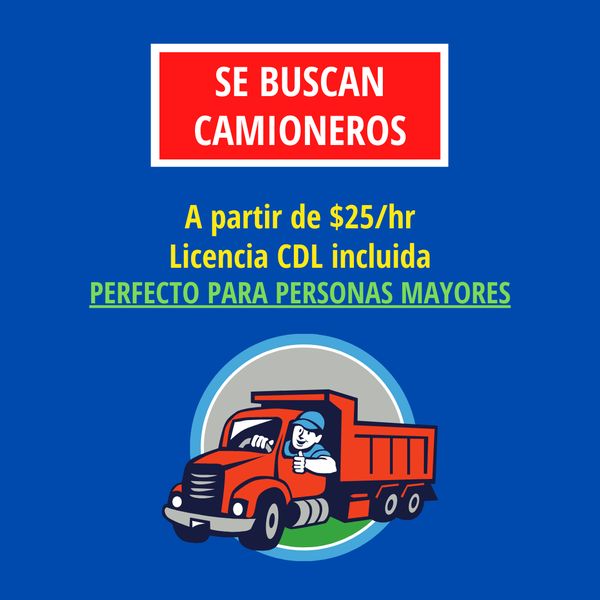 SE BUSCAN
CAMIONEROS
A partir de $25/hr
Licencia CDL incluida
PERFECTO PARA PERSONAS MAYORES